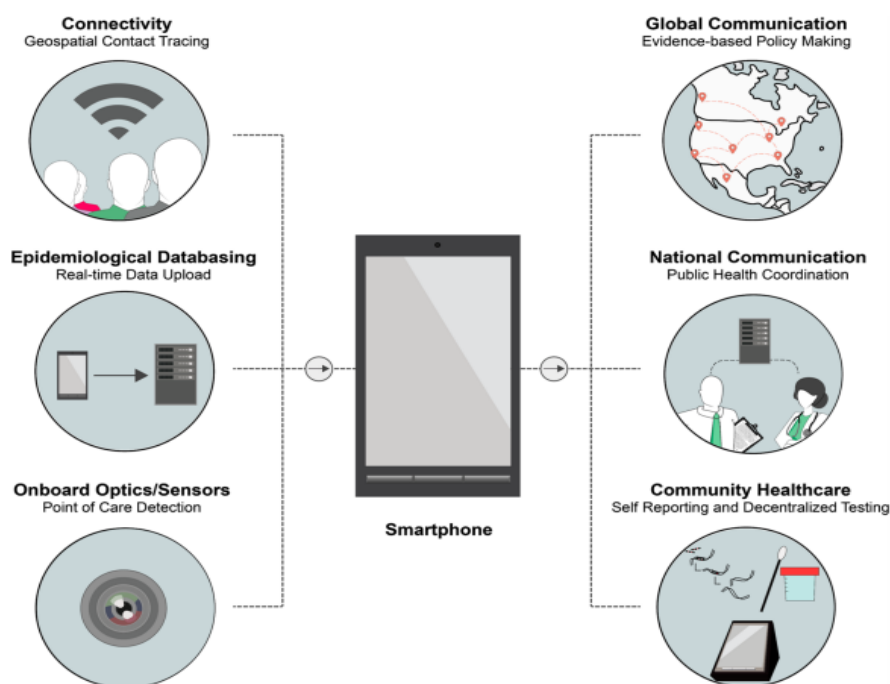 Connectivity
Geospatial Contact Tracing
Epidemiological Databasing
Real-time Data Upload
Onboard Optics/Sensors
Point of Care Detection
Smartphone
Global Communication
Evidence-based Policy Making
National Communication
Public Health Coordination
Community Healthcare
Self Reporting and Decentralized Testing